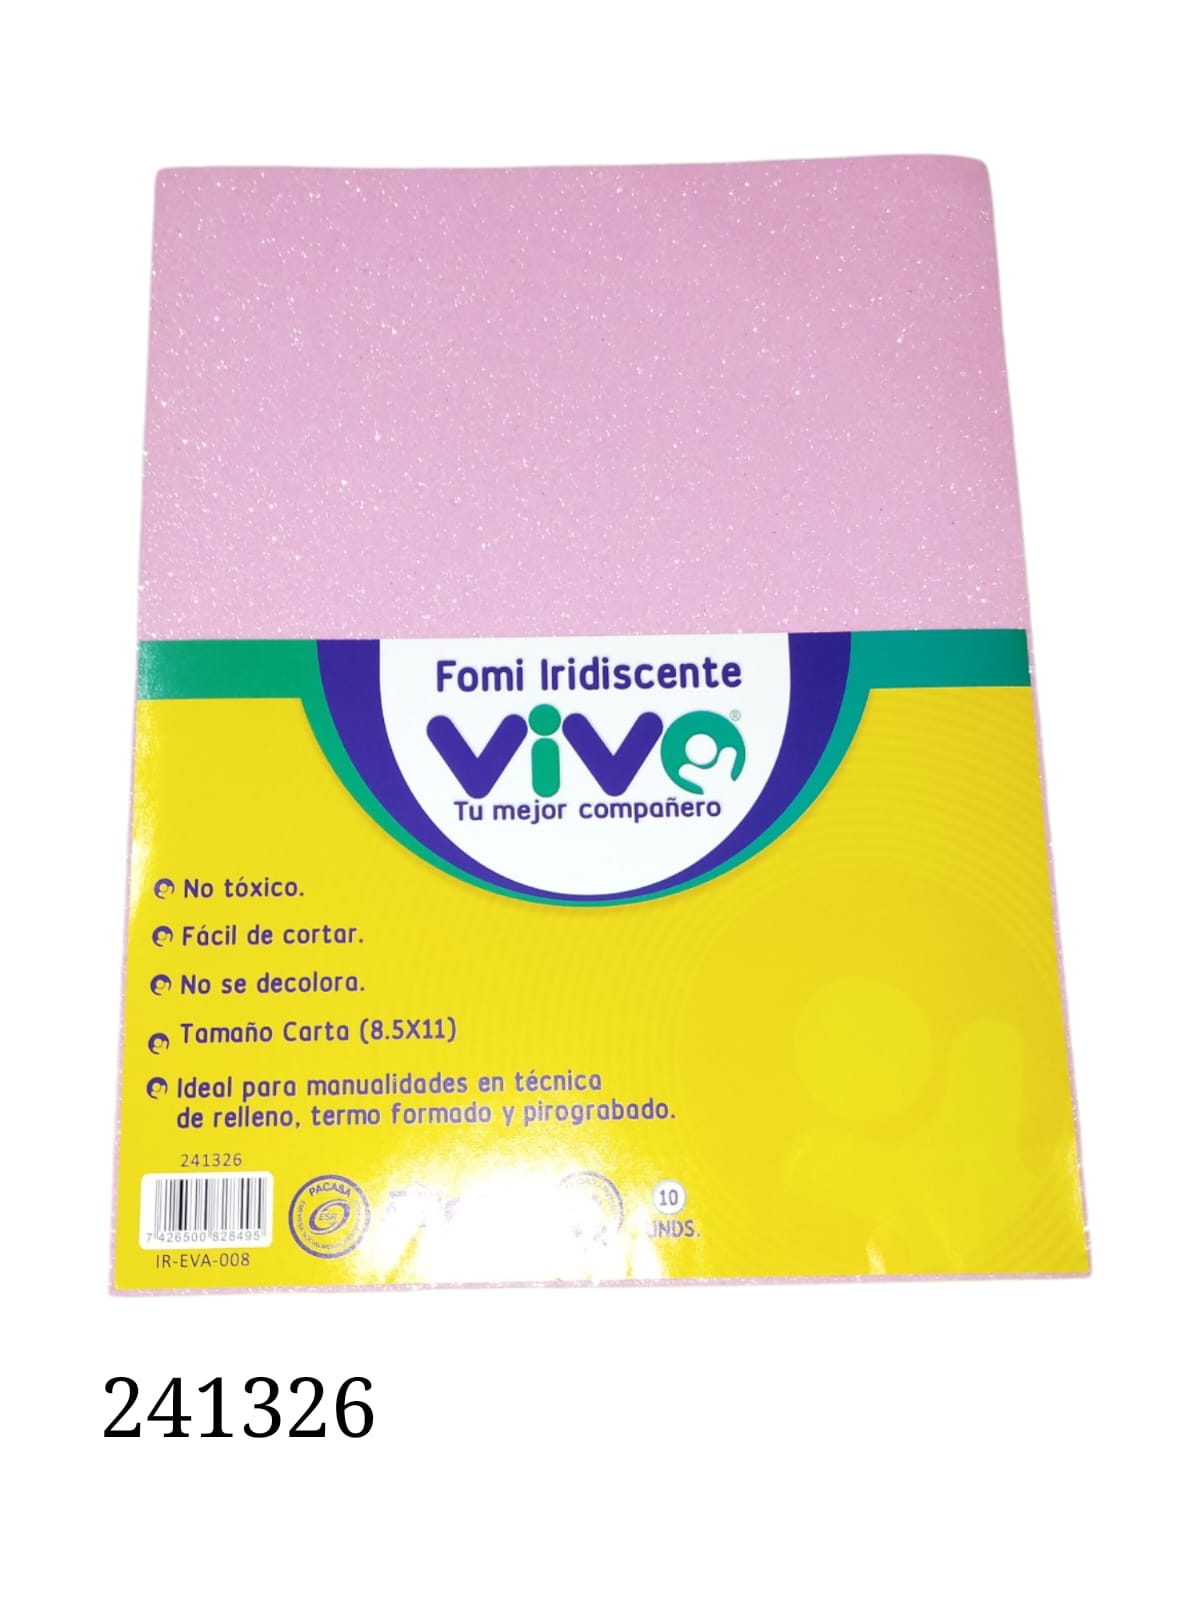 Fomi Iridiscente
vivo®
Tu mejor compañero
No tóxico.
Fácil de cortar.
No se decolora.
Tamaño Carta (8.5X11)
Ideal para manualidades en técnica
de relleno, termo formado y pirograbado.
241326
7 426500 828495
IR-EVA-008
PACASA
ESR
10
UNDS.
241326